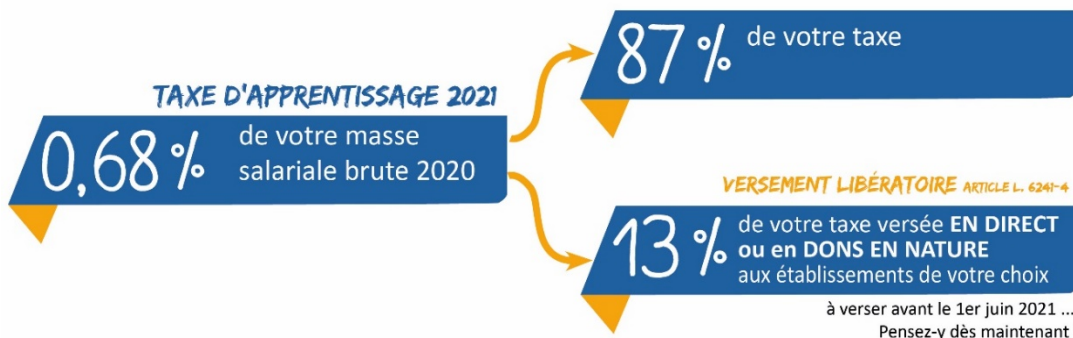 TAXE D'APPRENTISSAGE 2021
0,68 % de votre masse
salariale brute 2020
87 % de votre taxe
VERSEMENT LIBÉRATOIRE ARTICLE L. 6241-4
13 % de votre taxe versée EN DIRECT
ou en DONS EN NATURE
aux établissements de votre choix
à verser avant le 1er juin 2021 ...
Pensez-y dès maintenant